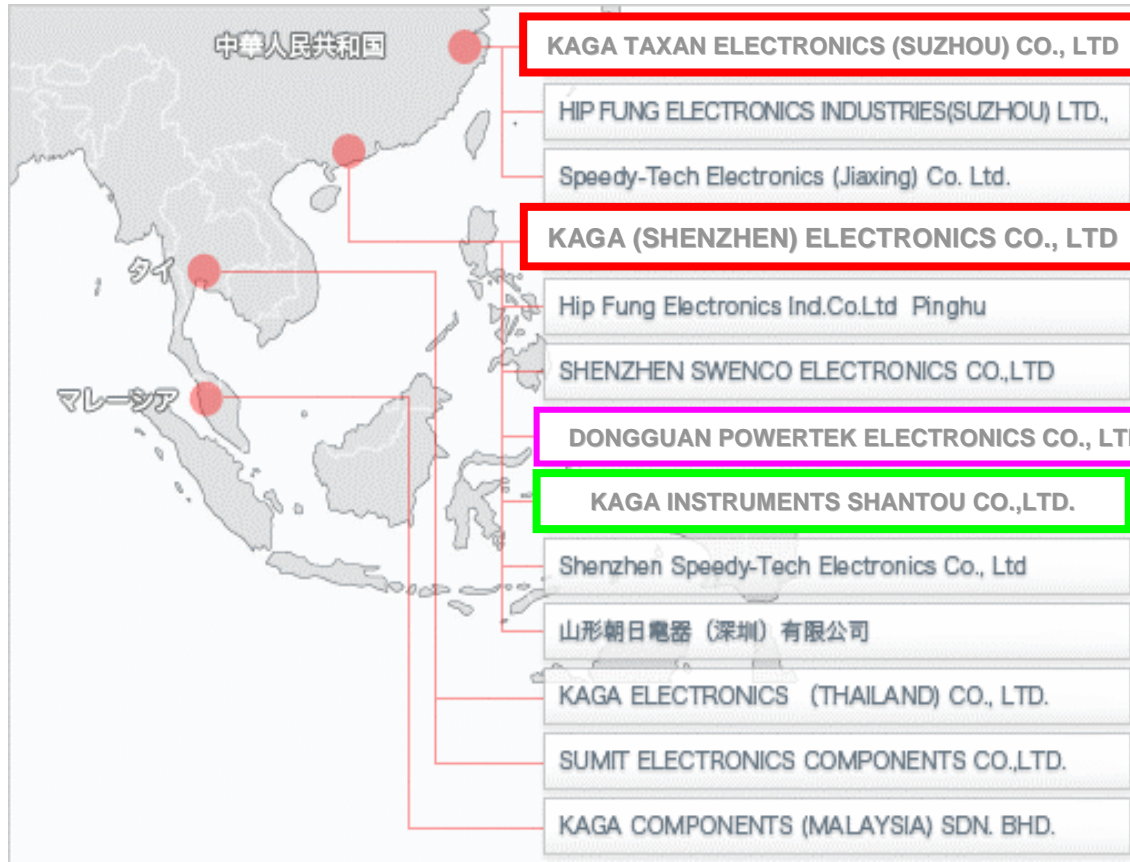 中華人民共和国
KAGA TAXAN ELECTRONICS (SUZHOU) CO., LTD
HIP FUNG ELECTRONICS INDUSTRIES(SUZHOU) LTD.,
Speedy-Tech Electronics (Jiaxing) Co. Ltd.
KAGA (SHENZHEN) ELECTRONICS CO., LTD
タイ
Hip Fung Electronics Ind.Co.Ltd Pinghu
SHENZHEN SWENCO ELECTRONICS CO.,LTD
マレーシア
DONGGUAN POWERTEK ELECTRONICS CO., LTD
KAGA INSTRUMENTS SHANTOU CO.,LTD.
Shenzhen Speedy-Tech Electronics Co., Ltd
山形朝日電器（深圳）有限公司
KAGA ELECTRONICS （THAILAND) CO., LTD.
SUMIT ELECTRONICS COMPONENTS CO.,LTD.
KAGA COMPONENTS (MALAYSIA) SDN. BHD.